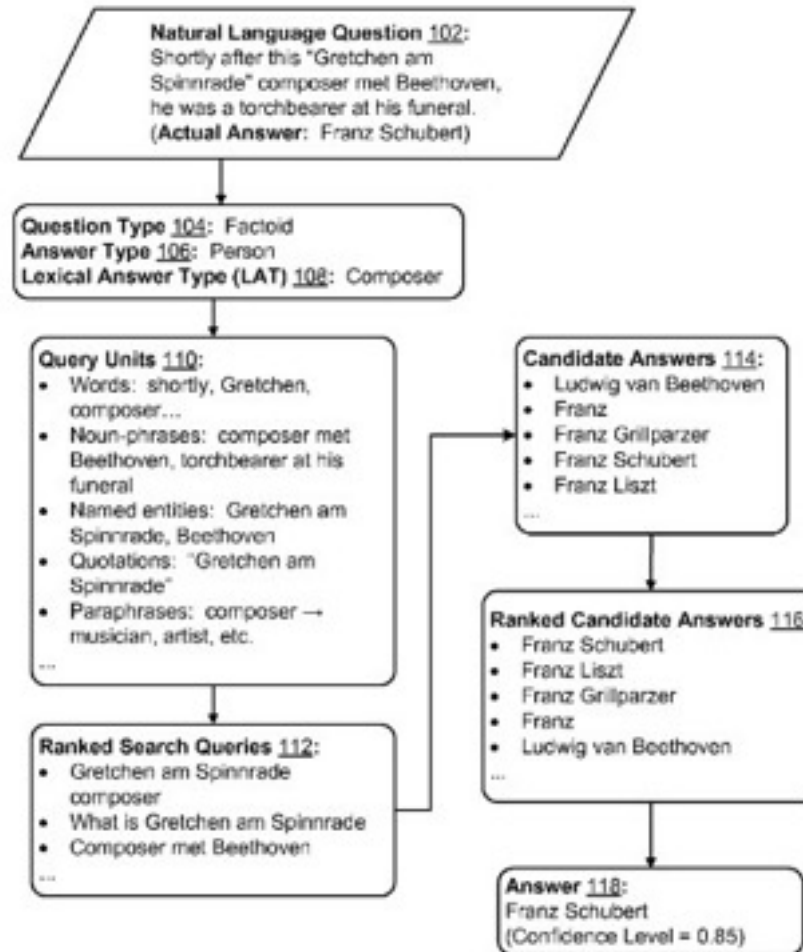 Natural Language Question 102:
Shortly after this "Gretchen am
Spinnrade" composer met Beethoven,
he was a torchbearer at his funeral.
(Actual Answer: Franz Schubert)
Question Type 104: Factoid
Answer Type 106: Person
Lexical Answer Type (LAT) 108: Composer
Query Units 110:
• Words: shortly, Gretchen,
composer...
• Noun-phrases: composer met
Beethoven, torchbearer at his
funeral
• Named entities: Gretchen am
Spinnrade, Beethoven
• Quotations: "Gretchen am
Spinnrade"
• Paraphrases: composer →
musician, artist, etc.
...
Ranked Search Queries 112:
• Gretchen am Spinnrade
composer
• What is Gretchen am Spinnrade
• Composer met Beethoven
...
Candidate Answers 114:
• Ludwig van Beethoven
• Franz
• Franz Grillparzer
• Franz Schubert
• Franz Liszt
...
Ranked Candidate Answers 116
• Franz Schubert
• Franz Liszt
• Franz Grillparzer
• Franz
• Ludwig van Beethoven
...
Answer 118:
Franz Schubert
(Confidence Level = 0.85)